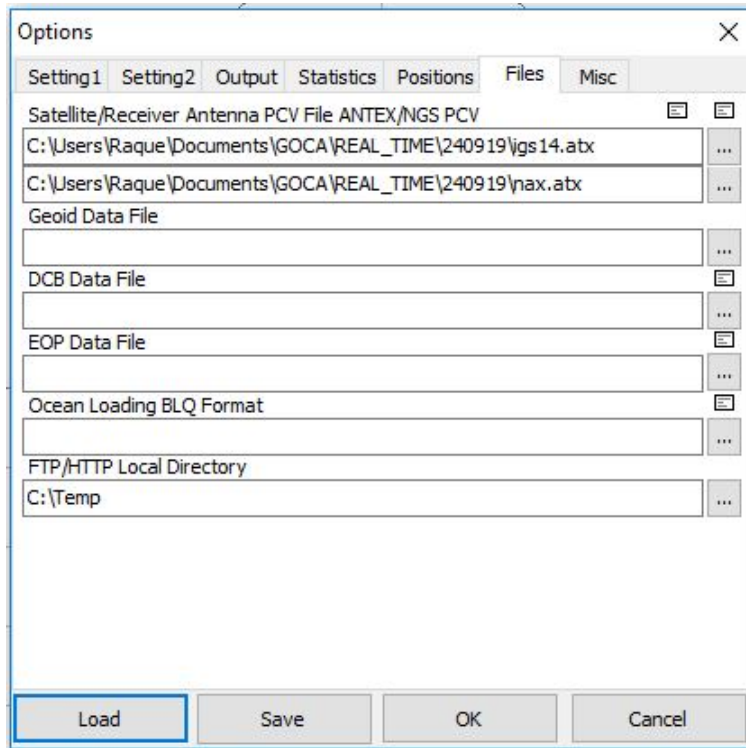 Options
Setting1 Setting2 Output Statistics Positions Files Misc
Satellite/Receiver Antenna PCV File ANTEX/NGS PCV
C:\Users\Raque\Documents\GOCA\REAL_TIME\240919\igs14.atx
...
C:\Users\Raque\Documents\GOCA\REAL_TIME\240919\nax.atx
...
Geoid Data File
...
DCB Data File
...
EOP Data File
...
Ocean Loading BLQ Format
...
FTP/HTTP Local Directory
C:\Temp
...
Load Save OK Cancel